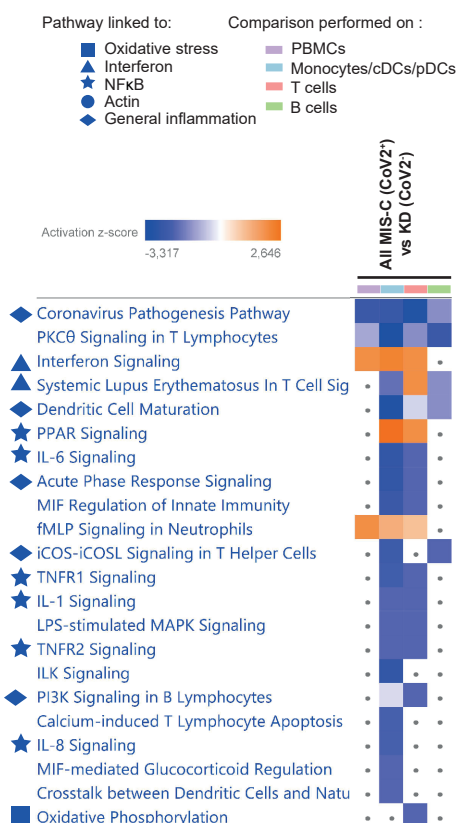 Pathway linked to:
Comparison performed on :
Oxidative stress
Interferon
NFκB
Actin
General inflammation
PBMCs
Monocytes/cDCs/pDCs
T cells
B cells
All MIS-C (CoV2⁺)
vs KD (CoV2⁻)
Activation z-score
-3,317
2,646
Coronavirus Pathogenesis Pathway
PKCθ Signaling in T Lymphocytes
Interferon Signaling
Systemic Lupus Erythematosus In T Cell Sig
Dendritic Cell Maturation
PPAR Signaling
IL-6 Signaling
Acute Phase Response Signaling
MIF Regulation of Innate Immunity
fMLP Signaling in Neutrophils
iCOS-iCOSL Signaling in T Helper Cells
TNFR1 Signaling
IL-1 Signaling
LPS-stimulated MAPK Signaling
TNFR2 Signaling
ILK Signaling
PI3K Signaling in B Lymphocytes
Calcium-induced T Lymphocyte Apoptosis
IL-8 Signaling
MIF-mediated Glucocorticoid Regulation
Crosstalk between Dendritic Cells and Natu
Oxidative Phosphorylation